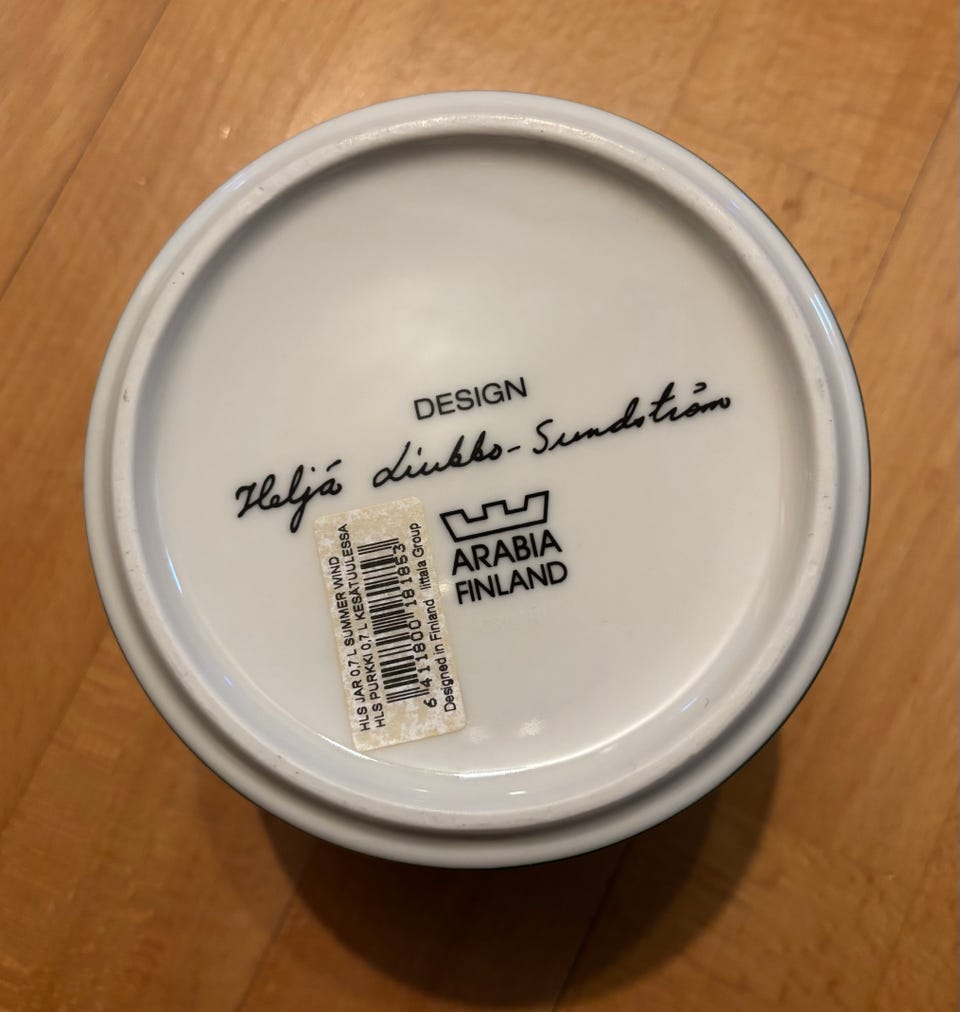 DESIGN
Heljä Liukko-Sundström
ARABIA
FINLAND
HLS JAR 0,7 L SUMMER WIND
HLS PURKKI 0,7 L KESÄTUULESSA
6 411800 181853
Designed in Finland Iittala Group